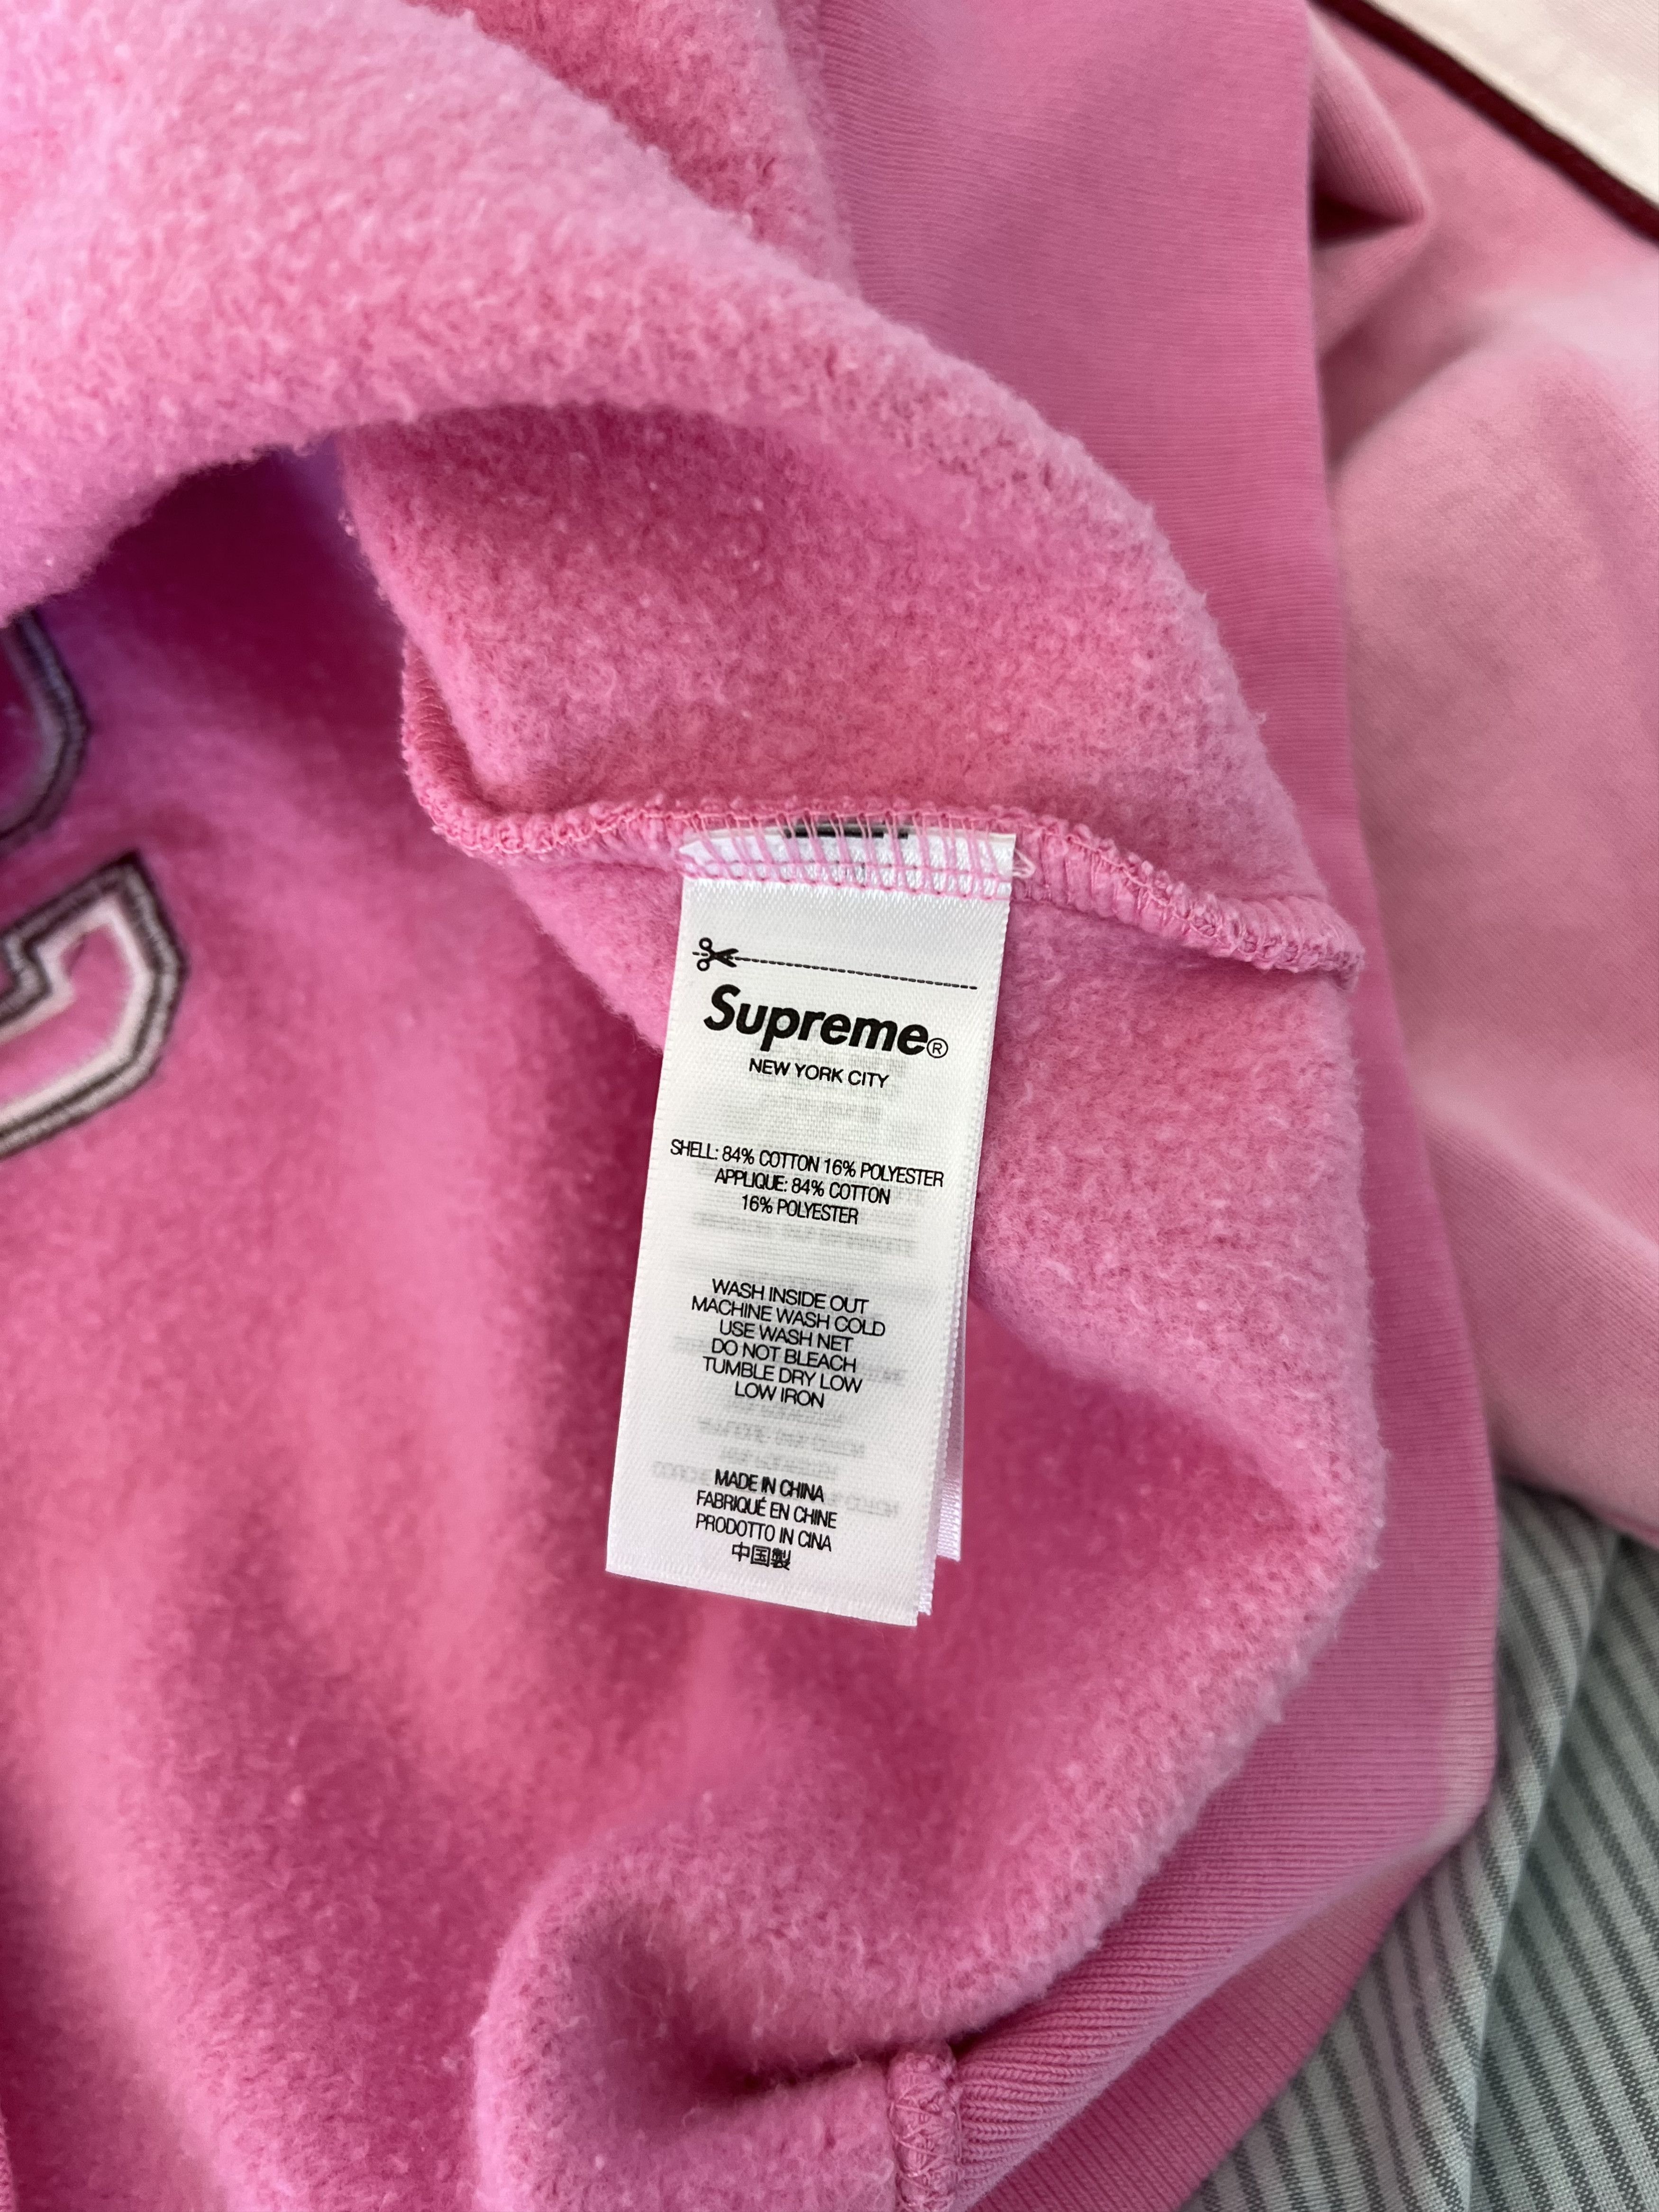 Supreme®
NEW YORK CITY
SHELL: 84% COTTON 16% POLYESTER
APPLIQUE: 84% COTTON
16% POLYESTER
WASH INSIDE OUT
MACHINE WASH COLD
USE WASH NET
DO NOT BLEACH
TUMBLE DRY LOW
LOW IRON
MADE IN CHINA
FABRIQUÉ EN CHINE
PRODOTTO IN CINA
中国製